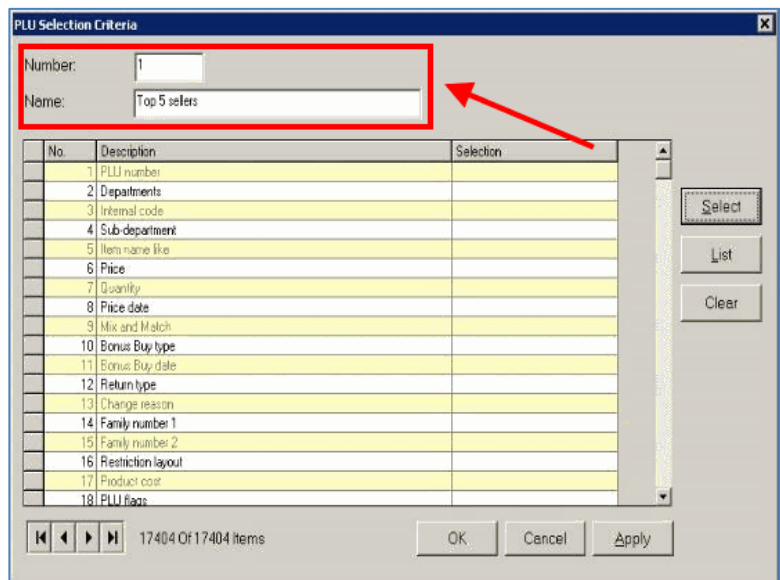 PLU Selection Criteria
Number: 1
Name: Top 5 sellers
No. Description Selection
1 PLU number
2 Departments
3 Internal code
4 Sub-department
5 Item name like
6 Price
7 Quantity
8 Price date
9 Mix and Match
10 Bonus Buy type
11 Bonus Buy date
12 Return type
13 Change reason
14 Family number 1
15 Family number 2
16 Restriction layout
17 Product cost
18 PLU flags
Select
List
Clear
17404 Of 17404 Items
OK Cancel Apply